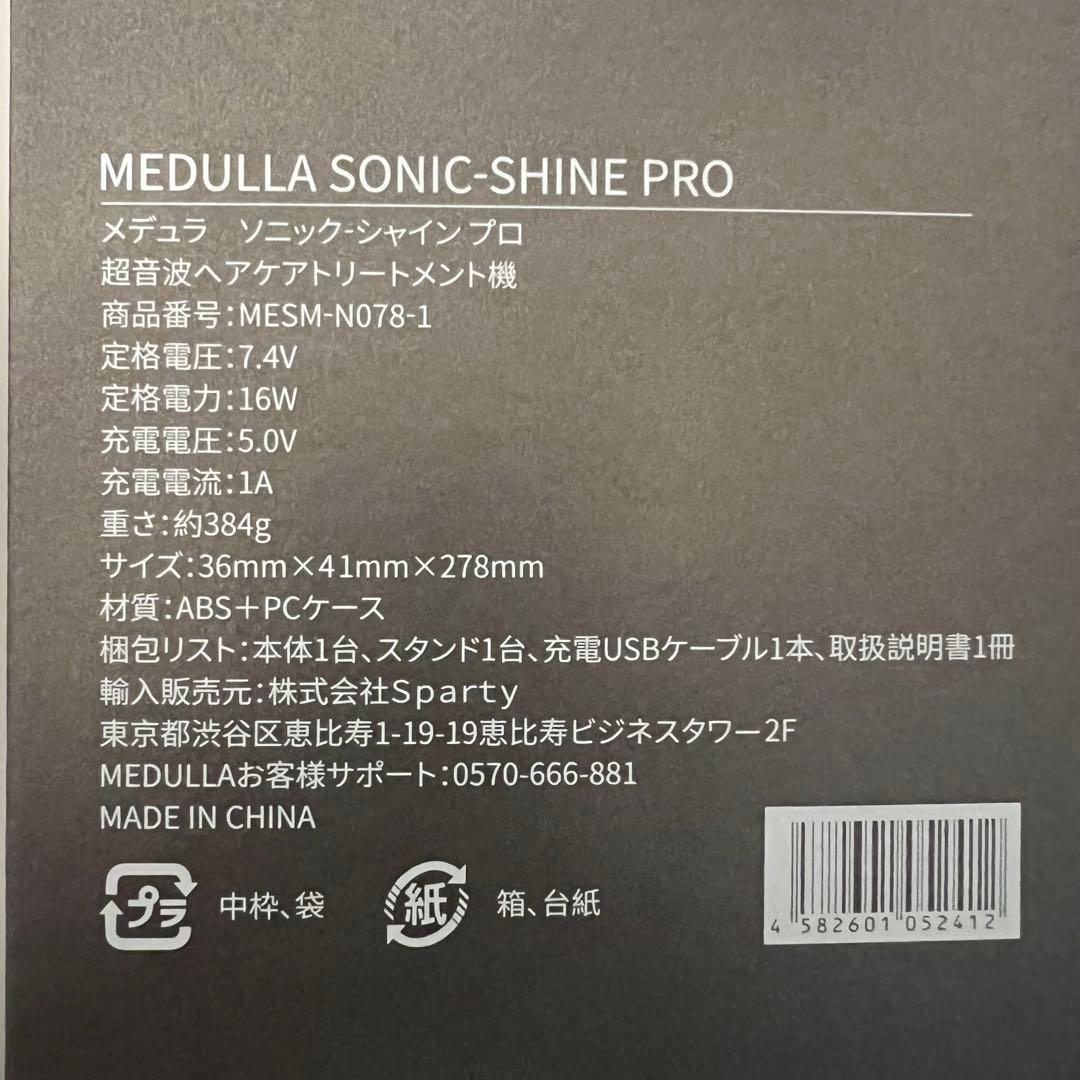 MEDULLA SONIC-SHINE PRO
メデュラ　ソニック-シャイン プロ
超音波ヘアケアトリートメント機
商品番号:MESM-N078-1
定格電圧:7.4V
定格電力:16W
充電電圧:5.0V
充電電流:1A
重さ:約384g
サイズ:36mm×41mm×278mm
材質:ABS＋PCケース
梱包リスト:本体1台、スタンド1台、充電USBケーブル1本、取扱説明書1冊
輸入販売元:株式会社Ｓｐａｒｔｙ
東京都渋谷区恵比寿1-19-19恵比寿ビジネスタワー2F
MEDULLAお客様サポート:0570-666-881
MADE IN CHINA
プラ 中枠、袋 紙 箱、台紙
4 582601 052412